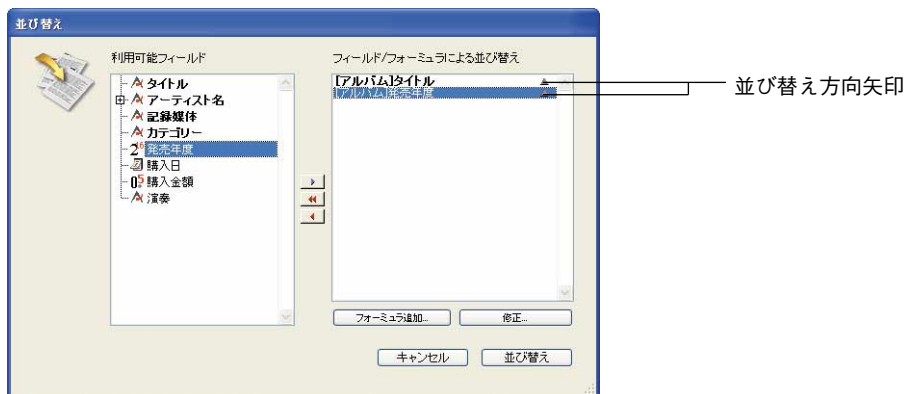 並び替え
利用可能フィールド
タイトル
アーティスト名
記録媒体
カテゴリー
発売年度
購入日
購入金額
演奏
フィールド/フォーミュラによる並び替え
[アルバム]タイトル
[アルバム]発売年度
並び替え方向矢印
フォーミュラ追加...
修正...
キャンセル
並び替え